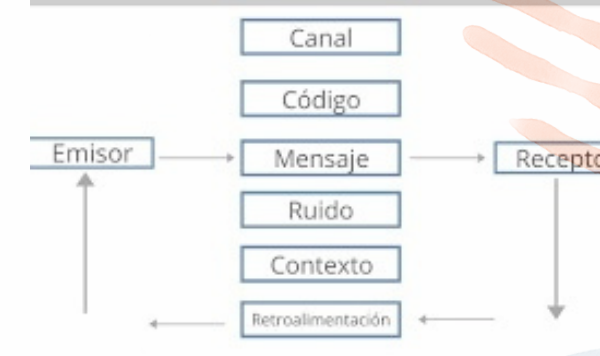 Canal
Código
Emisor
Mensaje
Recepto
Ruido
Contexto
Retroalimentación